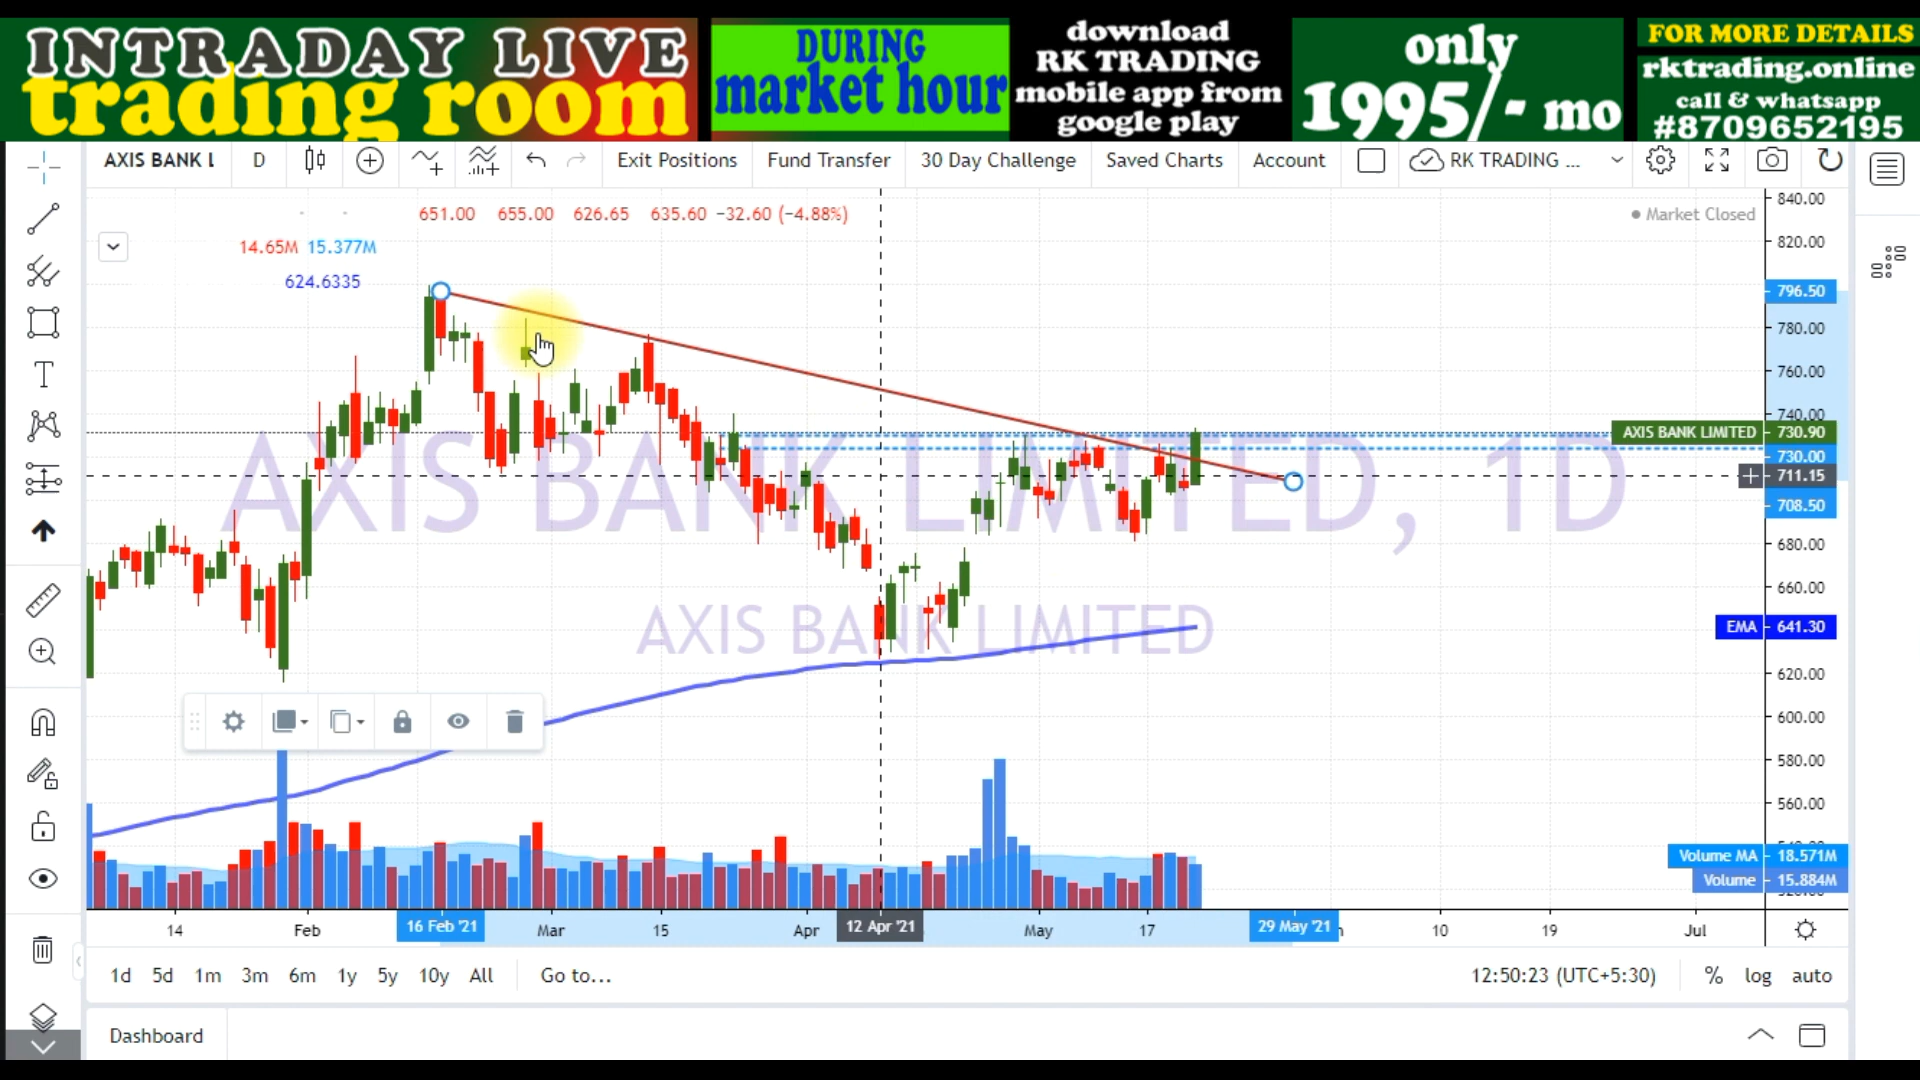 INTRADAY LIVE
trading room
DURING
market hour
download
RK TRADING
mobile app from
google play
only
1995/- mo
FOR MORE DETAILS
rktrading.online
call & whatsapp
#8709652195
AXIS BANK L
D
Exit Positions
Fund Transfer
30 Day Challenge
Saved Charts
Account
RK TRADING ...
651.00 655.00 626.65 635.60 −32.60 (−4.88%)
Market Closed
14.65M 15.377M
624.6335
840.00
820.00
796.50
780.00
760.00
740.00
AXIS BANK LIMITED 730.90
730.00
711.15
708.50
680.00
660.00
EMA 641.30
620.00
600.00
580.00
560.00
Volume MA 18.571M
Volume 15.884M
AXIS BANK LIMITED, 1D
AXIS BANK LIMITED
14 Feb 16 Feb '21 Mar 15 Apr 12 Apr '21 May 17 29 May '21 10 19 Jul
1d 5d 1m 3m 6m 1y 5y 10y All Go to...
12:50:23 (UTC+5:30) % log auto
Dashboard